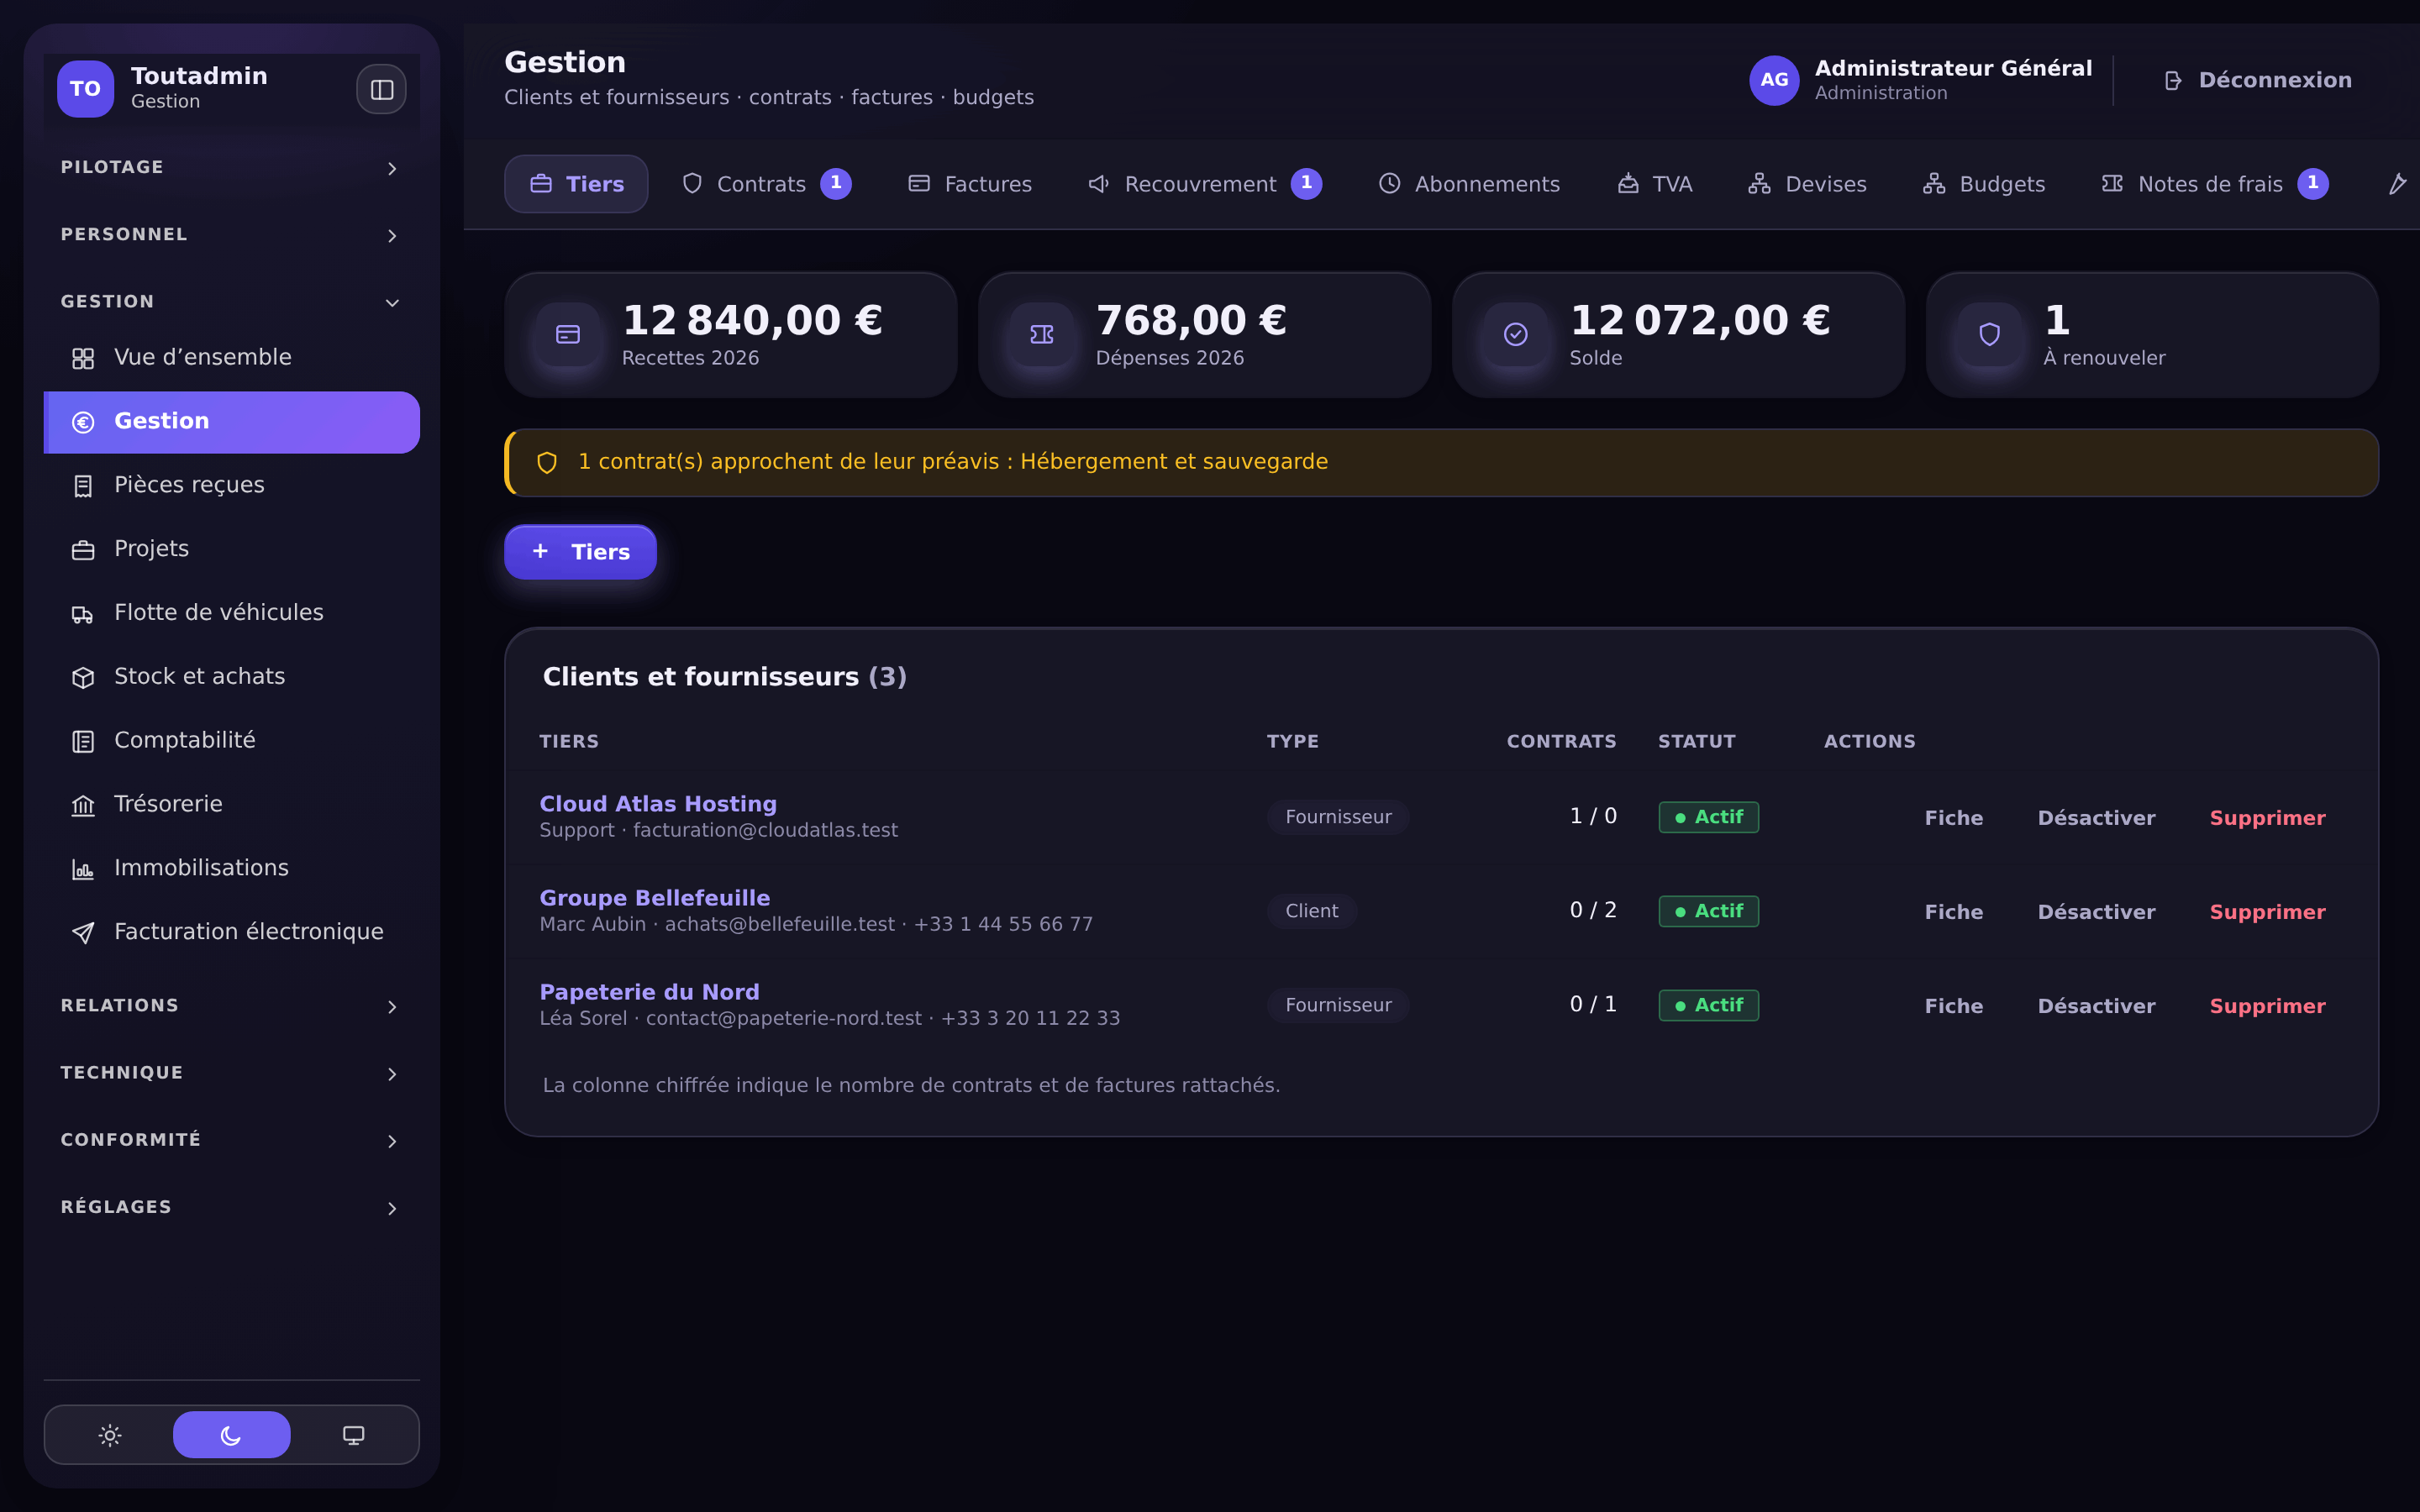 TO
Toutadmin
Gestion
PILOTAGE
PERSONNEL
GESTION
Vue d’ensemble
Gestion
Pièces reçues
Projets
Flotte de véhicules
Stock et achats
Comptabilité
Trésorerie
Immobilisations
Facturation électronique
RELATIONS
TECHNIQUE
CONFORMITÉ
RÉGLAGES
Gestion
Clients et fournisseurs · contrats · factures · budgets
AG
Administrateur Général
Administration
Déconnexion
Tiers
Contrats 1
Factures
Recouvrement 1
Abonnements
TVA
Devises
Budgets
Notes de frais 1
12 840,00 €
Recettes 2026
768,00 €
Dépenses 2026
12 072,00 €
Solde
1
À renouveler
1 contrat(s) approchent de leur préavis : Hébergement et sauvegarde
+ Tiers
Clients et fournisseurs (3)
TIERS TYPE CONTRATS STATUT ACTIONS
Cloud Atlas Hosting
Support · facturation@cloudatlas.test
Fournisseur 1 / 0 Actif Fiche Désactiver Supprimer
Groupe Bellefeuille
Marc Aubin · achats@bellefeuille.test · +33 1 44 55 66 77
Client 0 / 2 Actif Fiche Désactiver Supprimer
Papeterie du Nord
Léa Sorel · contact@papeterie-nord.test · +33 3 20 11 22 33
Fournisseur 0 / 1 Actif Fiche Désactiver Supprimer
La colonne chiffrée indique le nombre de contrats et de factures rattachés.